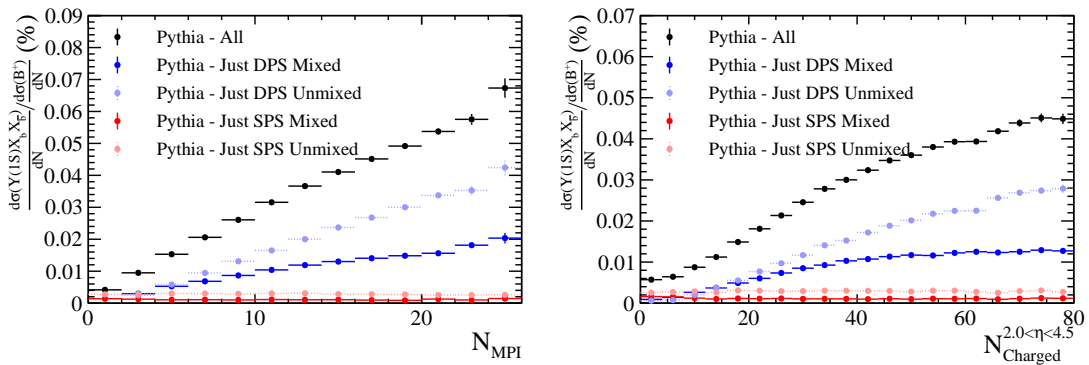 dσ(Υ(1S)X_b X_b̄)/dN / dσ(B⁺)/dN (%)
0.09
0.08
0.07
0.06
0.05
0.04
0.03
0.02
0.01
0
Pythia - All
Pythia - Just DPS Mixed
Pythia - Just DPS Unmixed
Pythia - Just SPS Mixed
Pythia - Just SPS Unmixed
0 10 20
N_MPI
dσ(Υ(1S)X_b X_b̄)/dN / dσ(B⁺)/dN (%)
0.07
0.06
0.05
0.04
0.03
0.02
0.01
0
Pythia - All
Pythia - Just DPS Mixed
Pythia - Just DPS Unmixed
Pythia - Just SPS Mixed
Pythia - Just SPS Unmixed
0 20 40 60 80
N_Charged^2.0<η<4.5